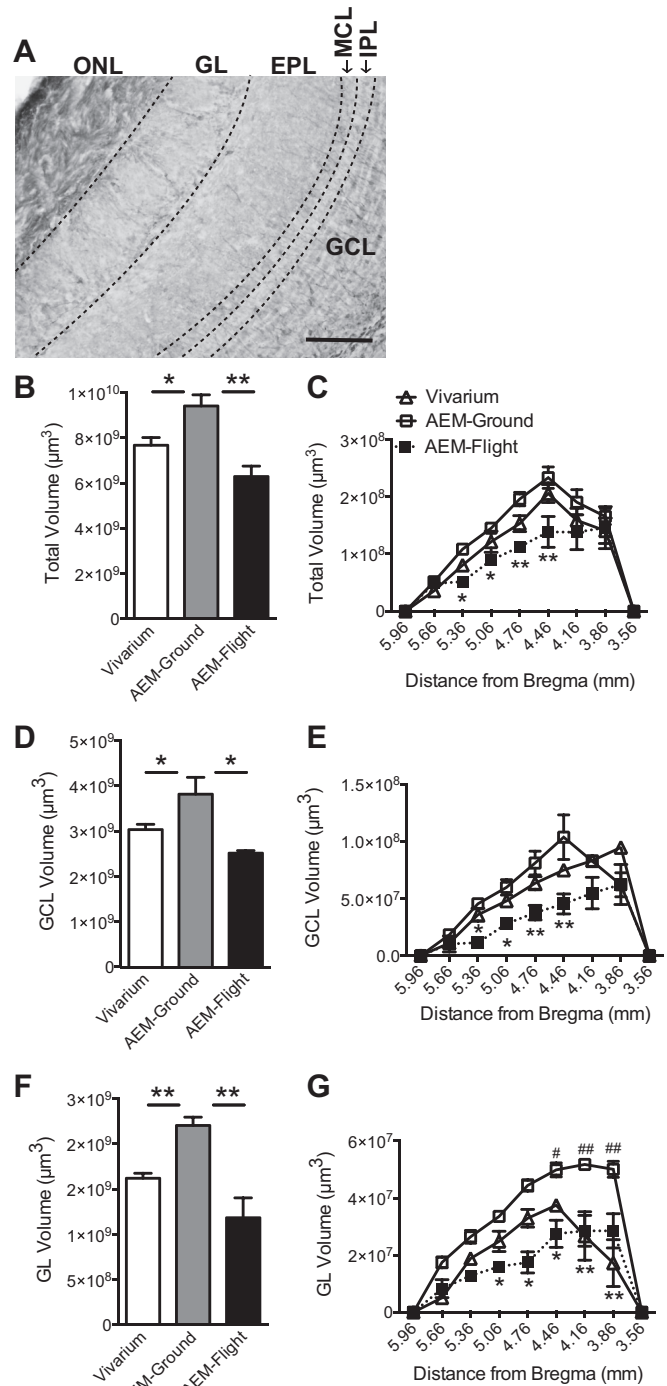 A
ONL GL EPL ←MCL ←IPL
GCL
B
Total Volume (µm³)
1×10¹⁰
8×10⁹
6×10⁹
4×10⁹
2×10⁹
0
* **
Vivarium
AEM-Ground
AEM-Flight
C
Vivarium
AEM-Ground
AEM-Flight
Total Volume (µm³)
3×10⁸
2×10⁸
1×10⁸
0
* * ** **
5.96 5.66 5.36 5.06 4.76 4.46 4.16 3.86 3.56
Distance from Bregma (mm)
D
GCL Volume (µm³)
5×10⁹
4×10⁹
3×10⁹
2×10⁹
1×10⁹
0
* *
Vivarium
AEM-Ground
AEM-Flight
E
GCL Volume (µm³)
1.5×10⁸
1.0×10⁸
5.0×10⁷
0.0
* * ** **
5.96 5.66 5.36 5.06 4.76 4.46 4.16 3.86 3.56
Distance from Bregma (mm)
F
GL Volume (µm³)
3×10⁹
2×10⁹
2×10⁹
1×10⁹
5×10⁸
0
** **
Vivarium
EM-Ground
AEM-Flight
G
GL Volume (µm³)
6×10⁷
4×10⁷
2×10⁷
0
# ## ##
* * * ** **
5.96 5.66 5.36 5.06 4.76 4.46 4.16 3.86 3.56
Distance from Bregma (mm)